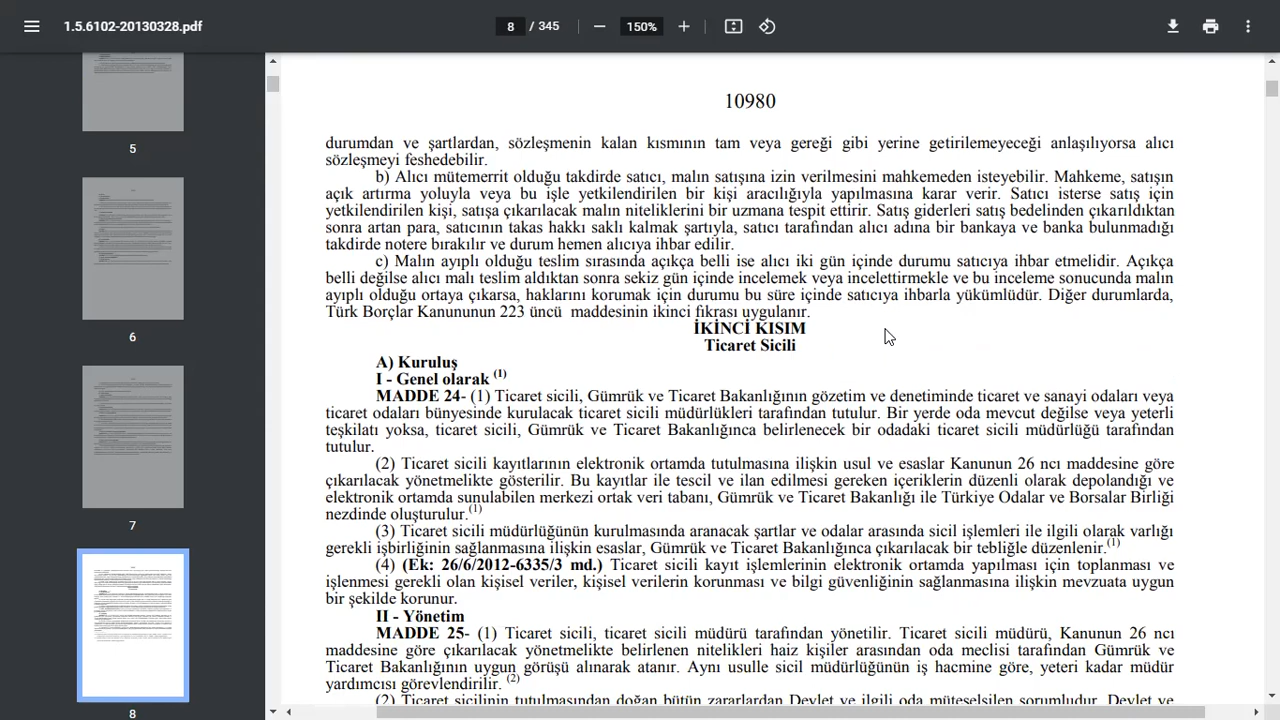 1.5.6102-20130328.pdf
8 / 345
150%
5
6
7
8
10980
durumdan ve şartlardan, sözleşmenin kalan kısmının tam veya gereği gibi yerine getirilemeyeceği anlaşılıyorsa alıcı
sözleşmeyi feshedebilir.
b) Alıcı mütemerrit olduğu takdirde satıcı, malın satışına izin verilmesini mahkemeden isteyebilir. Mahkeme, satışın
açık artırma yoluyla veya bu işle yetkilendirilen bir kişi aracılığıyla yapılmasına karar verir. Satıcı isterse satış için
yetkilendirilen kişi, satışa çıkarılacak malın niteliklerini bir uzmana tespit ettirir. Satış giderleri satış bedelinden çıkarıldıktan
sonra artan para, satıcının takas hakkı saklı kalmak şartıyla, satıcı tarafından alıcı adına bir bankaya ve banka bulunmadığı
takdirde notere bırakılır ve durum hemen alıcıya ihbar edilir.
c) Malın ayıplı olduğu teslim sırasında açıkça belli ise alıcı iki gün içinde durumu satıcıya ihbar etmelidir. Açıkça
belli değilse alıcı malı teslim aldıktan sonra sekiz gün içinde incelemek veya incelettirmekle ve bu inceleme sonucunda malın
ayıplı olduğu ortaya çıkarsa, haklarını korumak için durumu bu süre içinde satıcıya ihbarla yükümlüdür. Diğer durumlarda,
Türk Borçlar Kanununun 223 üncü maddesinin ikinci fıkrası uygulanır.
İKİNCİ KISIM
Ticaret Sicili
A) Kuruluş
I - Genel olarak (1)
MADDE 24- (1) Ticaret sicili, Gümrük ve Ticaret Bakanlığının gözetim ve denetiminde ticaret ve sanayi odaları veya
ticaret odaları bünyesinde kurulacak ticaret sicili müdürlükleri tarafından tutulur. Bir yerde oda mevcut değilse veya yeterli
teşkilatı yoksa, ticaret sicili, Gümrük ve Ticaret Bakanlığınca belirlenecek bir odadaki ticaret sicili müdürlüğü tarafından
tutulur.
(2) Ticaret sicili kayıtlarının elektronik ortamda tutulmasına ilişkin usul ve esaslar Kanunun 26 ncı maddesine göre
çıkarılacak yönetmelikte gösterilir. Bu kayıtlar ile tescil ve ilan edilmesi gereken içeriklerin düzenli olarak depolandığı ve
elektronik ortamda sunulabilen merkezi ortak veri tabanı, Gümrük ve Ticaret Bakanlığı ile Türkiye Odalar ve Borsalar Birliği
nezdinde oluşturulur.(1)
(3) Ticaret sicili müdürlüğünün kurulmasında aranacak şartlar ve odalar arasında sicil işlemleri ile ilgili olarak varlığı
gerekli işbirliğinin sağlanmasına ilişkin esaslar, Gümrük ve Ticaret Bakanlığınca çıkarılacak bir tebliğle düzenlenir.(1)
(4) (Ek: 26/6/2012-6335/3 md.) Ticaret sicili kayıt işlemlerinin elektronik ortamda yapılması için toplanması ve
işlenmesi gerekli olan kişisel veriler, kişisel verilerin korunması ve bilgi güvenliğinin sağlanmasına ilişkin mevzuata uygun
bir şekilde korunur.
II - Yönetim
MADDE 25- (1) Ticaret sicili, ticaret sicili müdürü tarafından yönetilir. Ticaret sicili müdürü, Kanunun 26 ncı
maddesine göre çıkarılacak yönetmelikte belirlenen nitelikleri haiz kişiler arasından oda meclisi tarafından Gümrük ve
Ticaret Bakanlığının uygun görüşü alınarak atanır. Aynı usulle sicil müdürlüğünün iş hacmine göre, yeteri kadar müdür
yardımcısı görevlendirilir. (2)
(2) Ticaret sicilinin tutulmasından doğan bütün zararlardan Devlet ve ilgili oda müteselsilen sorumludur. Devlet ve